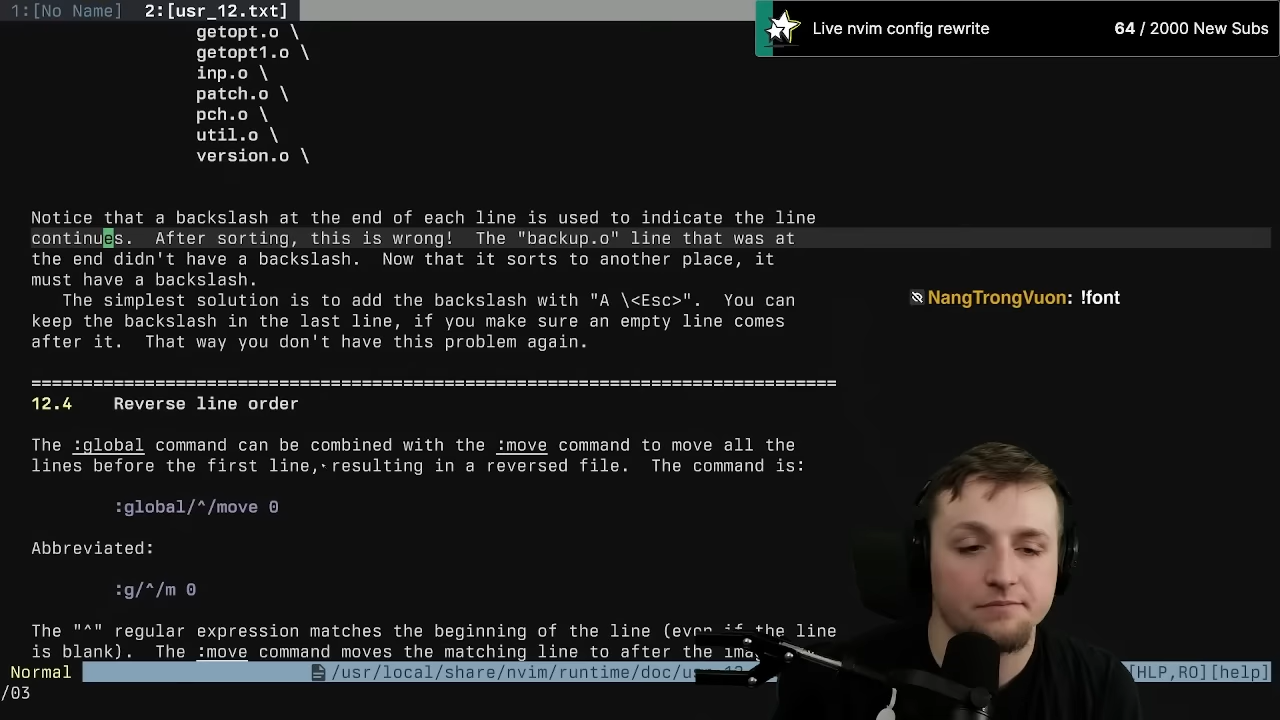 1:[No Name] 2:[usr_12.txt]
Live nvim config rewrite 64 / 2000 New Subs
getopt.o \
getopt1.o \
inp.o \
patch.o \
pch.o \
util.o \
version.o \
Notice that a backslash at the end of each line is used to indicate the line
continues. After sorting, this is wrong! The "backup.o" line that was at
the end didn't have a backslash. Now that it sorts to another place, it
must have a backslash.
NangTrongVuon: !font
The simplest solution is to add the backslash with "A \<Esc>". You can
keep the backslash in the last line, if you make sure an empty line comes
after it. That way you don't have this problem again.
==============================================================================
12.4 Reverse line order
The :global command can be combined with the :move command to move all the
lines before the first line, resulting in a reversed file. The command is:
:global/^/move 0
Abbreviated:
:g/^/m 0
The "^" regular expression matches the beginning of the line (even if the line
is blank). The :move command moves the matching line to after the
Normal /usr/local/share/nvim/runtime/doc/usr_12 [HLP,RO][help]
/03